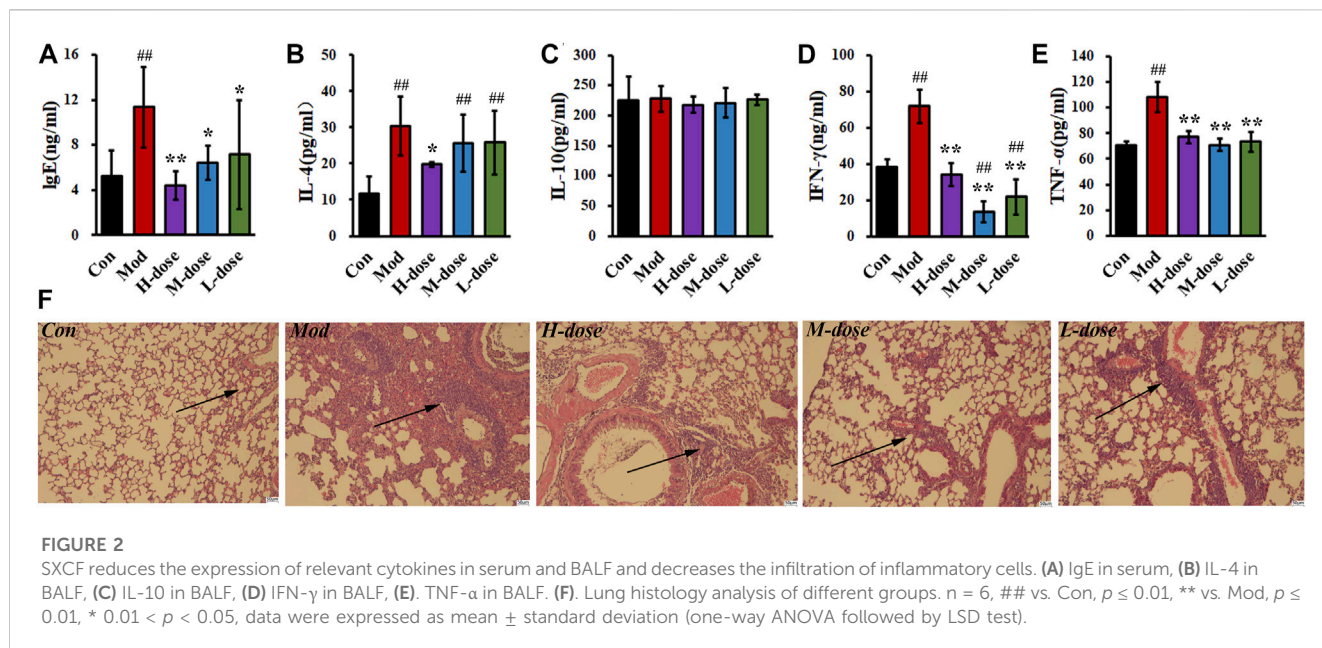 A
IgE(ng/ml)
16
12
8
4
0
##
**
*
*
Con
Mod
H-dose
M-dose
L-dose
B
IL-4(pg/ml)
50
40
30
20
10
0
##
*
##
##
Con
Mod
H-dose
M-dose
L-dose
C
IL-10(pg/ml)
300
250
200
150
100
50
0
Con
Mod
H-dose
M-dose
L-dose
D
IFN-γ(ng/ml)
100
80
60
40
20
0
##
**
##
**
##
**
Con
Mod
H-dose
M-dose
L-dose
E
TNF-α(pg/ml)
140
120
100
80
60
40
20
0
##
**
**
**
Con
Mod
H-dose
M-dose
L-dose
F
Con
Mod
H-dose
M-dose
L-dose
50μm
50μm
50μm
50μm
50μm
FIGURE 2
SXCF reduces the expression of relevant cytokines in serum and BALF and decreases the infiltration of inflammatory cells. (A) IgE in serum, (B) IL-4 in
BALF, (C) IL-10 in BALF, (D) IFN-γ in BALF, (E). TNF-α in BALF. (F). Lung histology analysis of different groups. n = 6, ## vs. Con, p ≤ 0.01, ** vs. Mod, p ≤
0.01, * 0.01 < p < 0.05, data were expressed as mean ± standard deviation (one-way ANOVA followed by LSD test).